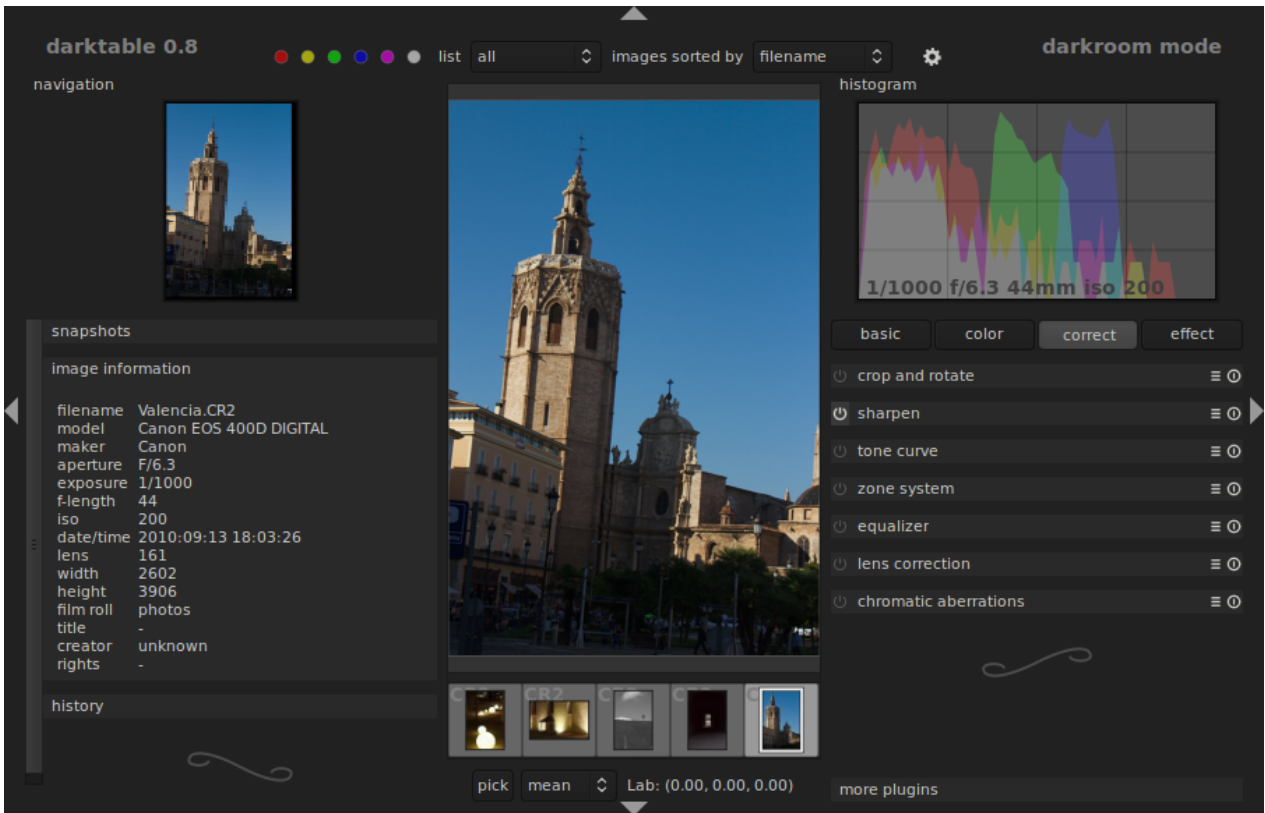 darktable 0.8
list all images sorted by filename
darkroom mode
navigation
snapshots
image information
filename Valencia.CR2
model Canon EOS 400D DIGITAL
maker Canon
aperture F/6.3
exposure 1/1000
f-length 44
iso 200
date/time 2010:09:13 18:03:26
lens 161
width 2602
height 3906
film roll photos
title -
creator unknown
rights -
history
CR2
pick mean Lab: (0.00, 0.00, 0.00)
histogram
1/1000 f/6.3 44mm iso 200
basic color correct effect
crop and rotate
sharpen
tone curve
zone system
equalizer
lens correction
chromatic aberrations
more plugins